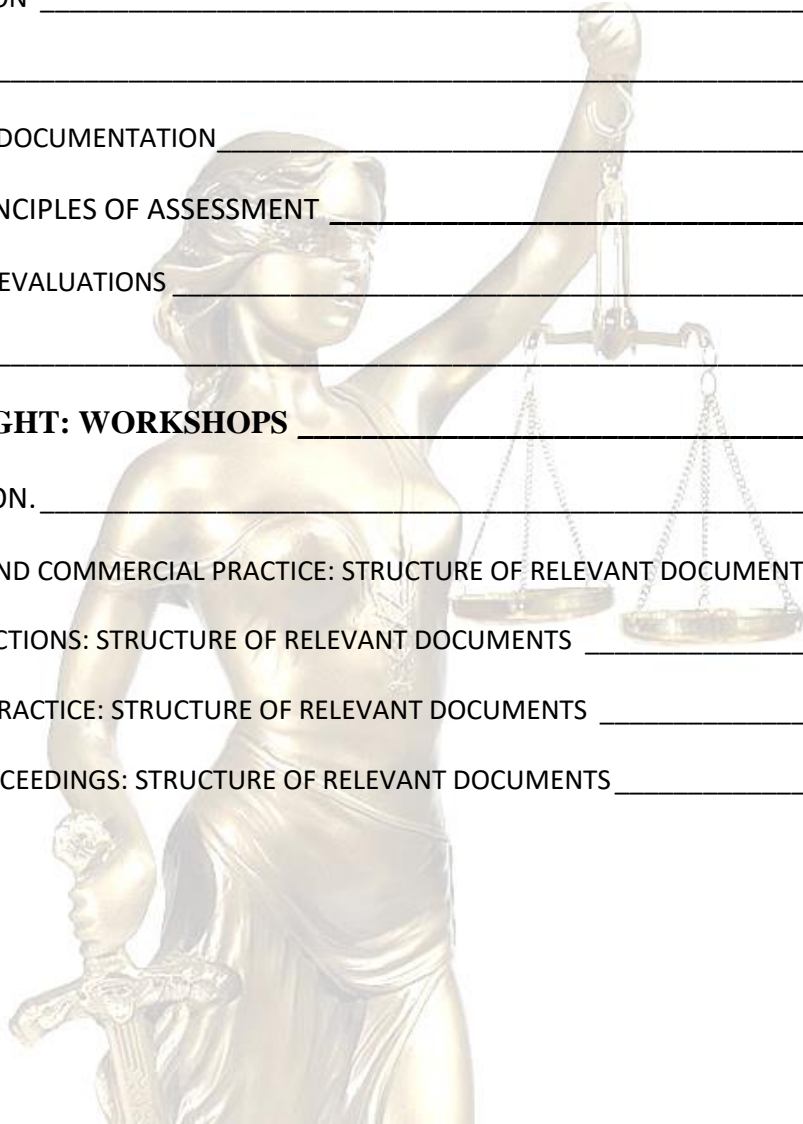 ON
DOCUMENTATION
NCIPLES OF ASSESSMENT
EVALUATIONS
GHT: WORKSHOPS
ON.
ND COMMERCIAL PRACTICE: STRUCTURE OF RELEVANT DOCUMENT
CTIONS: STRUCTURE OF RELEVANT DOCUMENTS
RACTICE: STRUCTURE OF RELEVANT DOCUMENTS
CEEDINGS: STRUCTURE OF RELEVANT DOCUMENTS